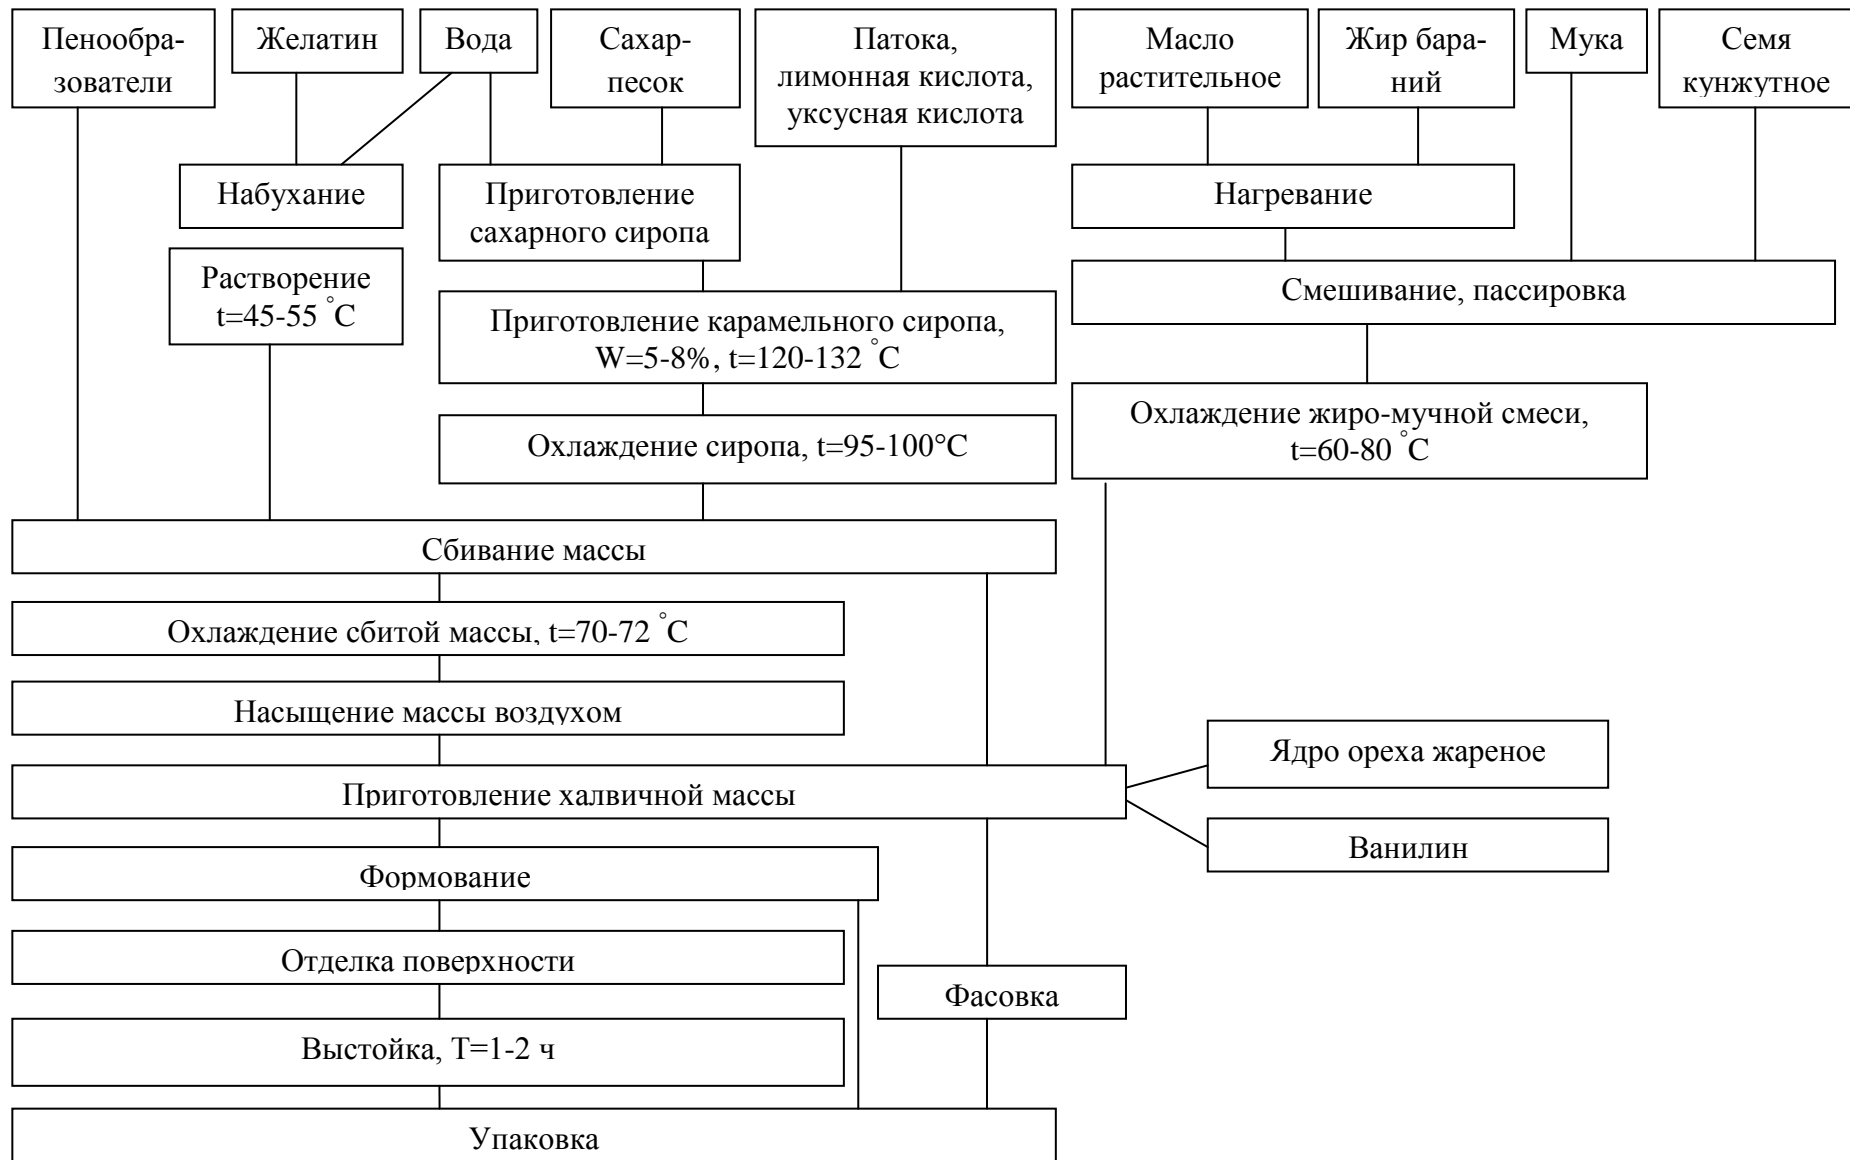 Пенообра-
зователи
Желатин
Вода
Сахар-
песок
Патока,
лимонная кислота,
уксусная кислота
Масло
растительное
Жир бара-
ний
Мука
Семя
кунжутное
Набухание
Приготовление
сахарного сиропа
Нагревание
Растворение
t=45-55 °C
Приготовление карамельного сиропа,
W=5-8%, t=120-132 °C
Смешивание, пассировка
Охлаждение сиропа, t=95-100°C
Охлаждение жиро-мучной смеси,
t=60-80 °C
Сбивание массы
Охлаждение сбитой массы, t=70-72 °C
Насыщение массы воздухом
Приготовление халвичной массы
Ядро ореха жареное
Ванилин
Формование
Отделка поверхности
Фасовка
Выстойка, T=1-2 ч
Упаковка